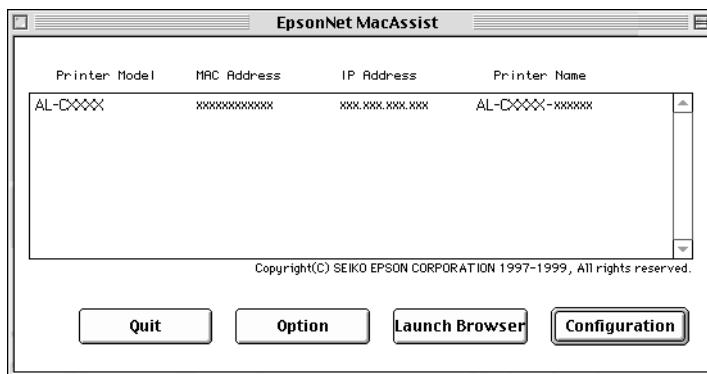 EpsonNet MacAssist
Printer Model MAC Address IP Address Printer Name
AL-CXXXX xxxxxxxxxxxx xxx.xxx.xxx.xxx AL-CXXXX-xxxxxx
Copyright(C) SEIKO EPSON CORPORATION 1997-1999, All rights reserved.
Quit Option Launch Browser Configuration